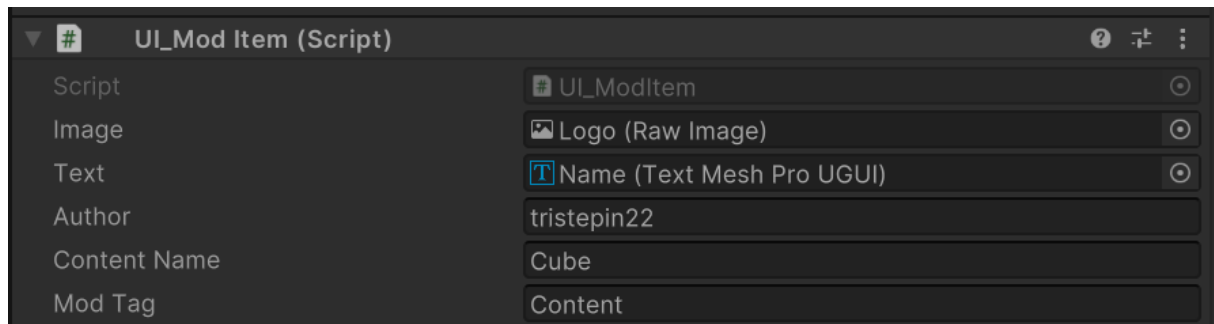 # UI_Mod Item (Script)
Script # UI_ModItem
Image Logo (Raw Image)
Text T Name (Text Mesh Pro UGUI)
Author tristepin22
Content Name Cube
Mod Tag Content